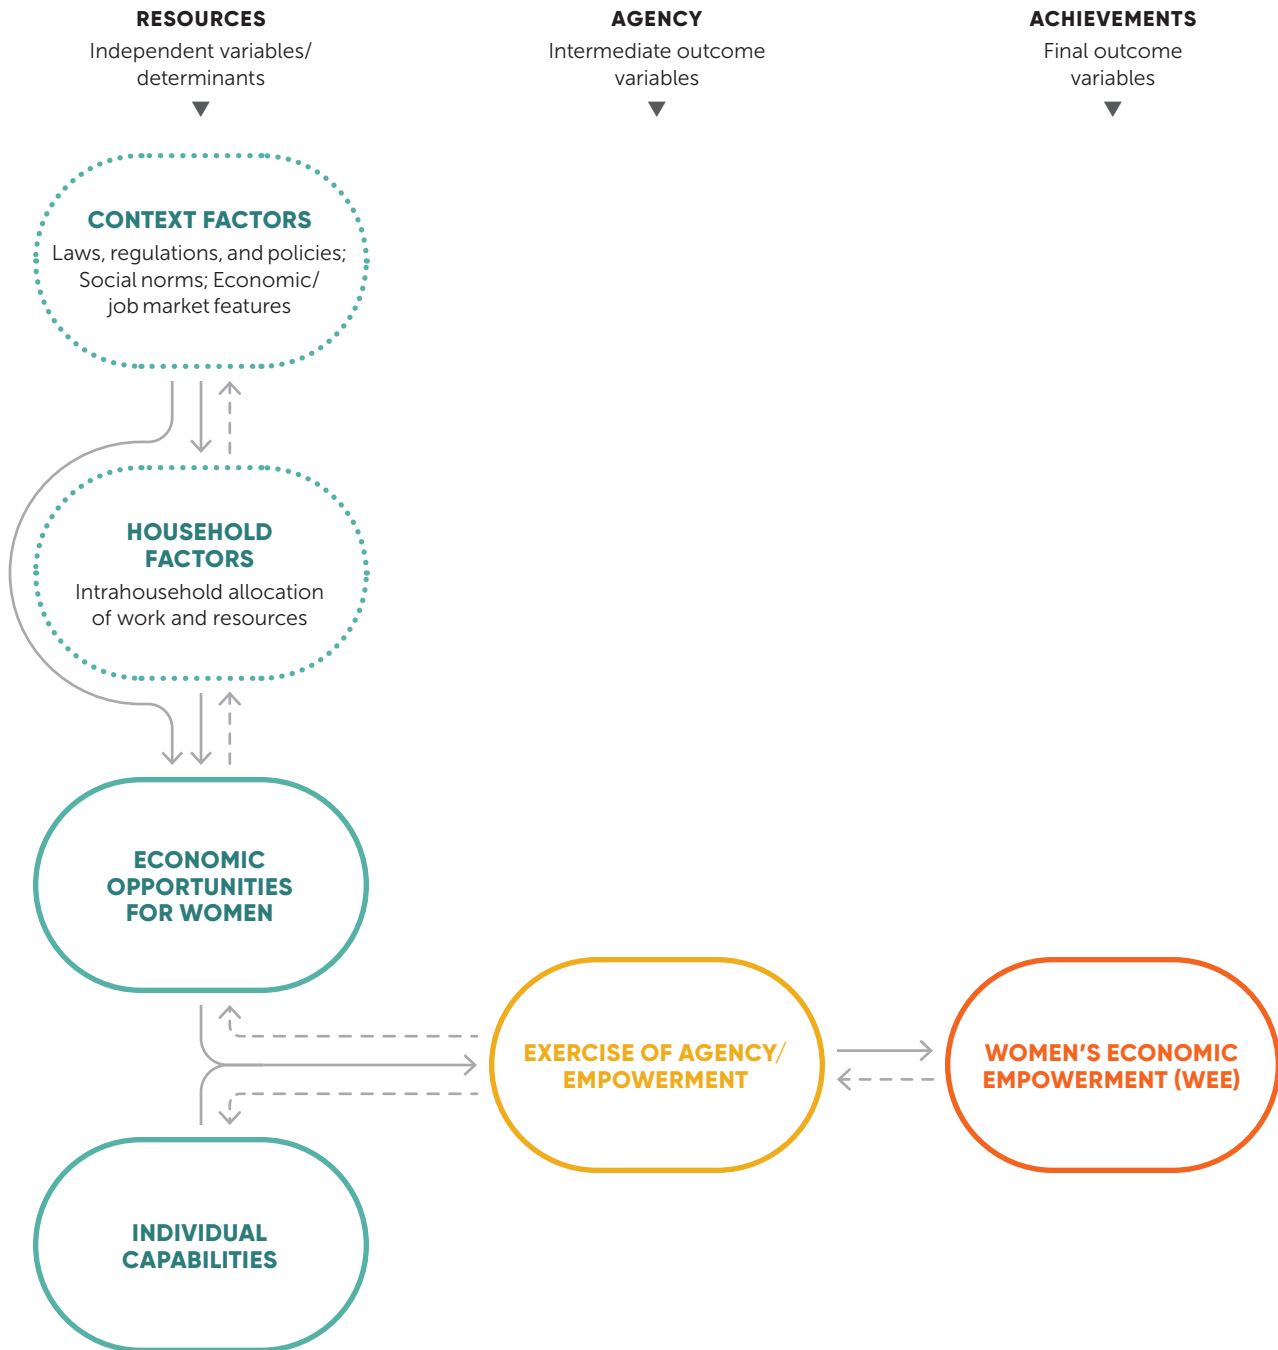 RESOURCES
Independent variables/
determinants
AGENCY
Intermediate outcome
variables
ACHIEVEMENTS
Final outcome
variables
CONTEXT FACTORS
Laws, regulations, and policies;
Social norms; Economic/
job market features
HOUSEHOLD
FACTORS
Intrahousehold allocation
of work and resources
ECONOMIC
OPPORTUNITIES
FOR WOMEN
EXERCISE OF AGENCY/
EMPOWERMENT
WOMEN’S ECONOMIC
EMPOWERMENT (WEE)
INDIVIDUAL
CAPABILITIES